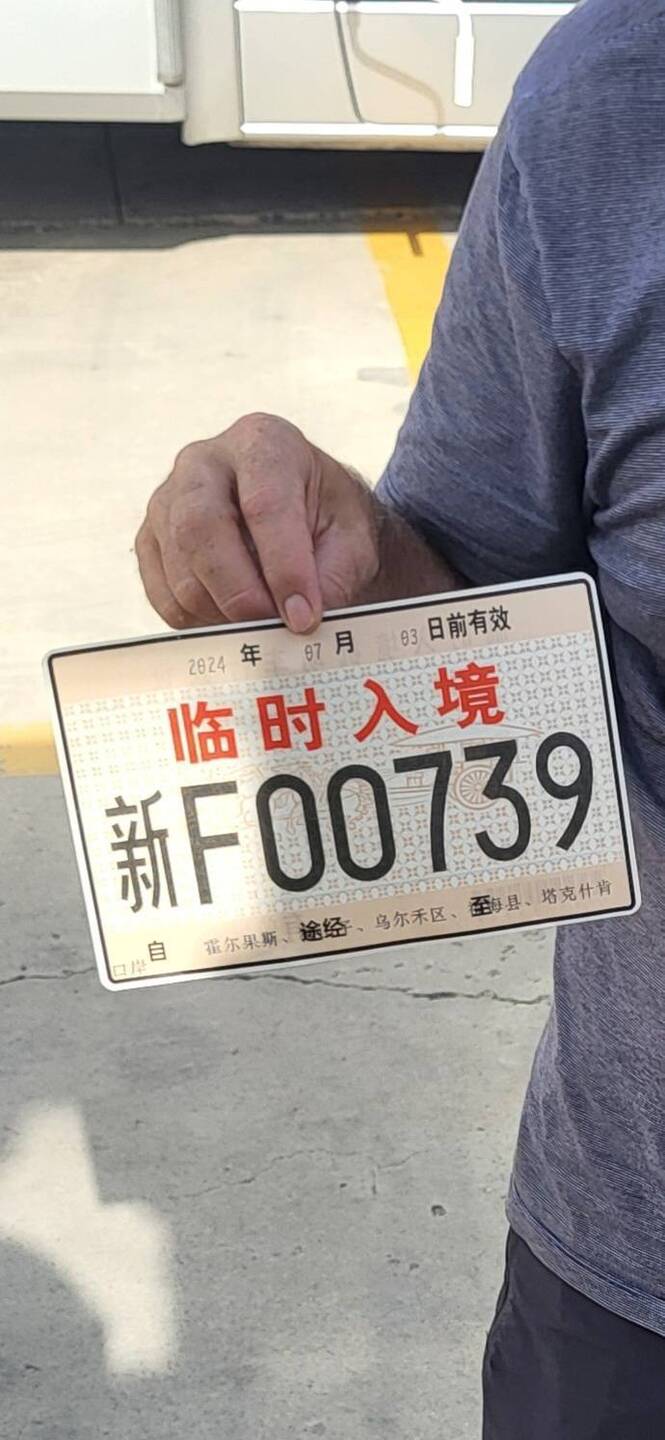 2024 年 07 月 03 日前有效
临时入境
新F00739
自 霍尔果斯、途经、乌尔禾区、至海县、塔克什肯
口岸